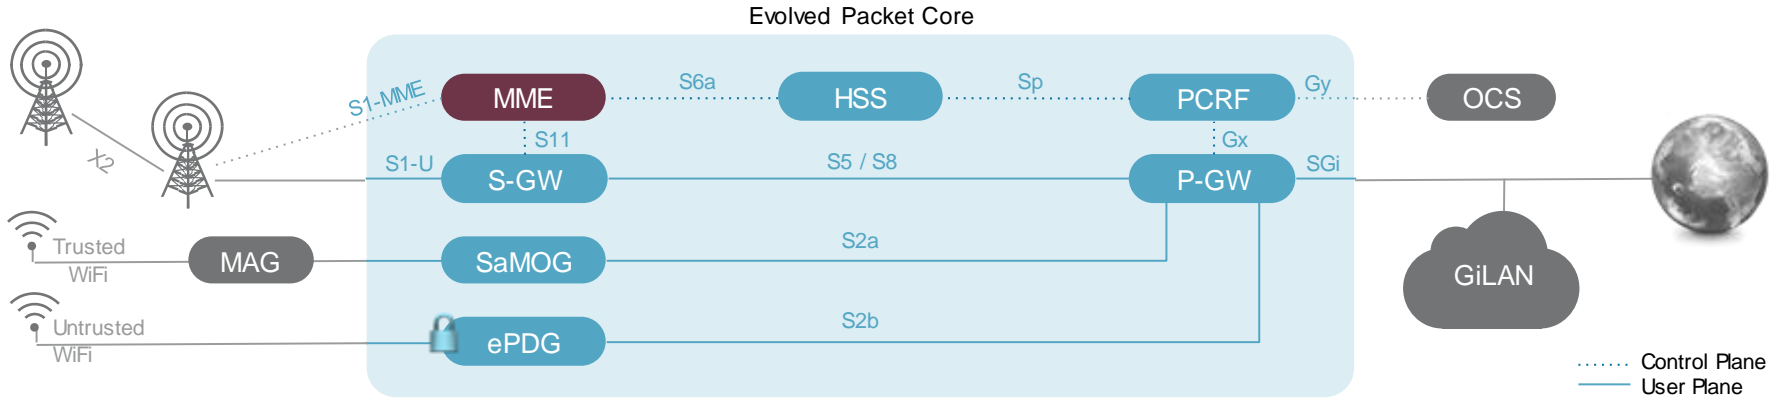 Evolved Packet Core
S1-MME
MME
S6a
HSS
Sp
PCRF
Gy
OCS
X2
S11
Gx
S1-U
S-GW
S5 / S8
P-GW
SGi
Trusted
WiFi
MAG
SaMOG
S2a
GiLAN
Untrusted
WiFi
ePDG
S2b
Control Plane
User Plane